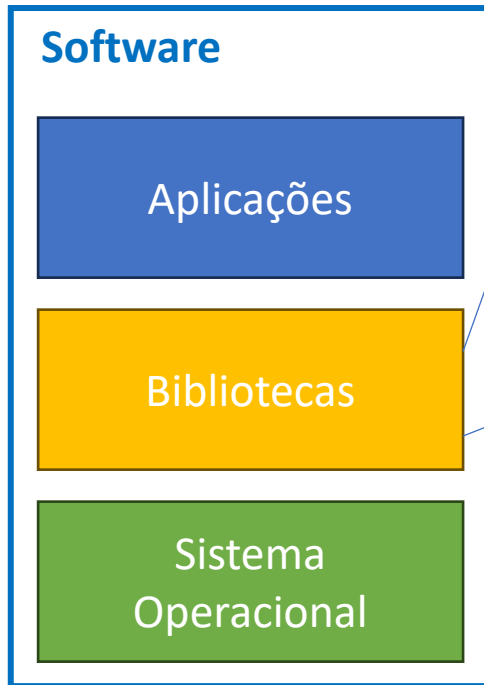 Software
Aplicações
Bibliotecas
Sistema
Operacional